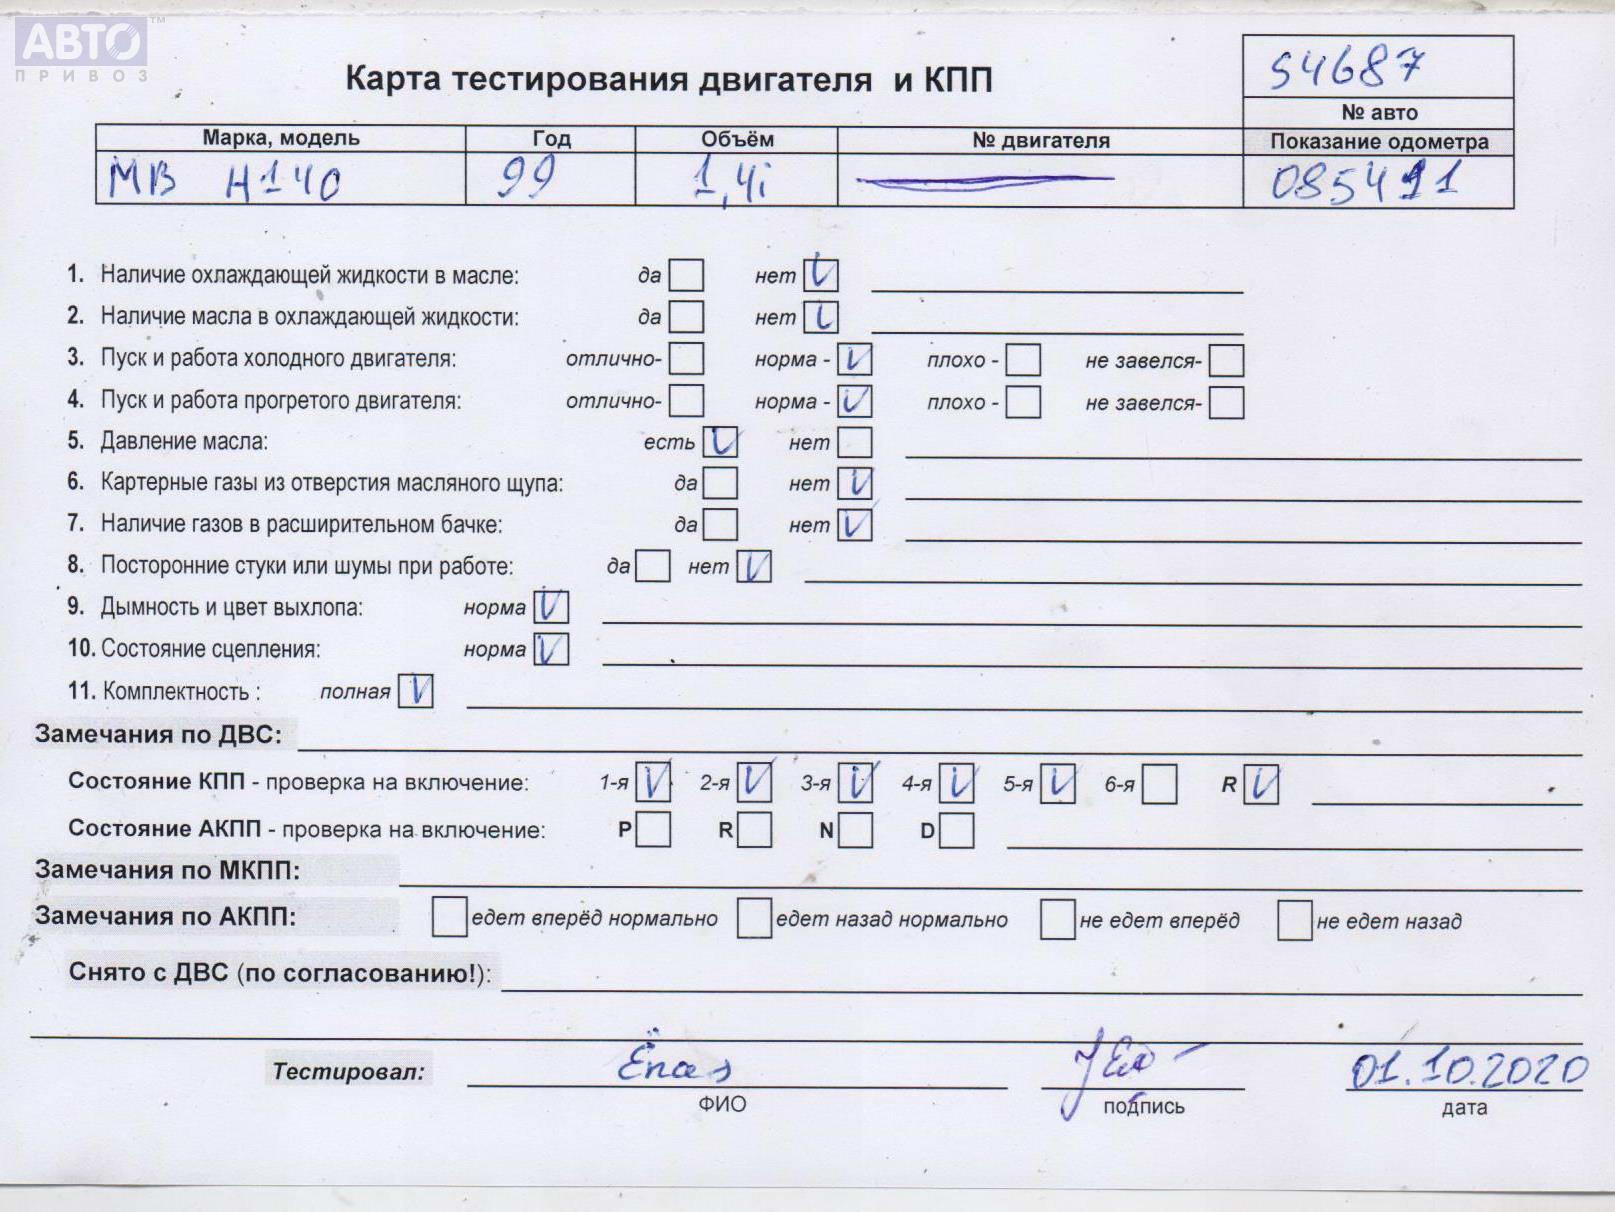 АВТО™
ПРИВОЗ
Карта тестирования двигателя и КПП
54687
№ авто
Марка, модель Год Объём № двигателя Показание одометра
МВ Н140 99 1,4i 085411
1. Наличие охлаждающей жидкости в масле: да нет V
2. Наличие масла в охлаждающей жидкости: да нет V
3. Пуск и работа холодного двигателя: отлично- норма - V плохо - не завелся-
4. Пуск и работа прогретого двигателя: отлично- норма - V плохо - не завелся-
5. Давление масла: есть V нет
6. Картерные газы из отверстия масляного щупа: да нет V
7. Наличие газов в расширительном бачке: да нет V
8. Посторонние стуки или шумы при работе: да нет V
9. Дымность и цвет выхлопа: норма V
10. Состояние сцепления: норма V
11. Комплектность : полная V
Замечания по ДВС:
Состояние КПП - проверка на включение: 1-я V 2-я V 3-я V 4-я V 5-я V 6-я R V
Состояние АКПП - проверка на включение: P R N D
Замечания по МКПП:
Замечания по АКПП: едет вперёд нормально едет назад нормально не едет вперёд не едет назад
Снято с ДВС (по согласованию!):
Тестировал: 01.10.2020
ФИО подпись дата